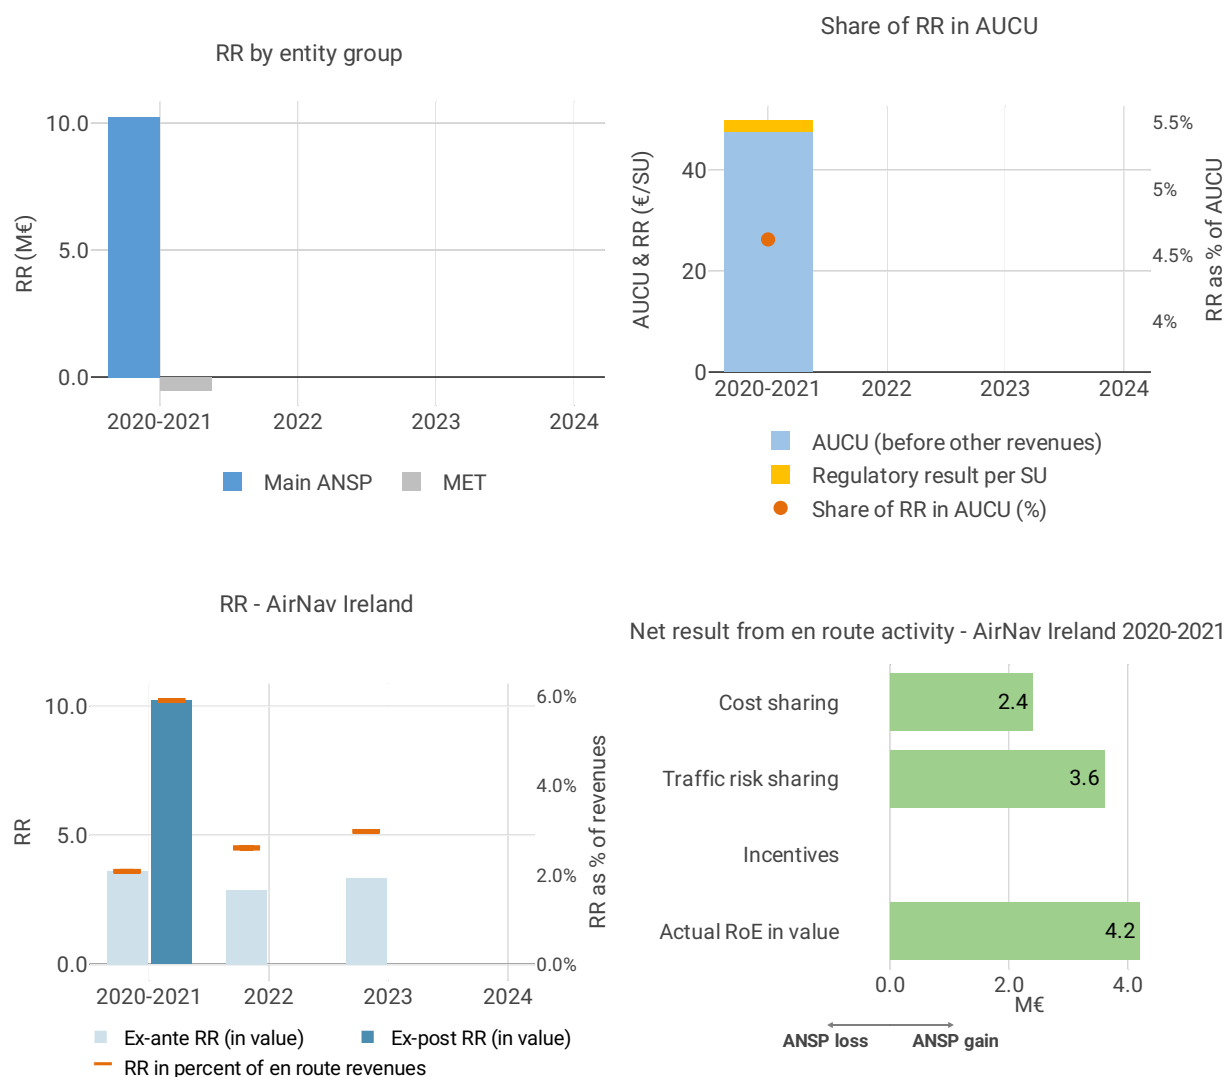 RR by entity group
RR (M€)
10.0
5.0
0.0
2020-2021 2022 2023 2024
Main ANSP MET
Share of RR in AUCU
AUCU & RR (€/SU)
40
20
0
5.5%
5%
4.5%
4%
RR as % of AUCU
2020-2021 2022 2023 2024
AUCU (before other revenues)
Regulatory result per SU
Share of RR in AUCU (%)
RR - AirNav Ireland
RR
10.0
5.0
0.0
6.0%
4.0%
2.0%
0.0%
RR as % of revenues
2020-2021 2022 2023 2024
Ex-ante RR (in value) Ex-post RR (in value)
RR in percent of en route revenues
Net result from en route activity - AirNav Ireland 2020-2021
Cost sharing 2.4
Traffic risk sharing 3.6
Incentives
Actual RoE in value 4.2
0.0 2.0 4.0
M€
ANSP loss ANSP gain